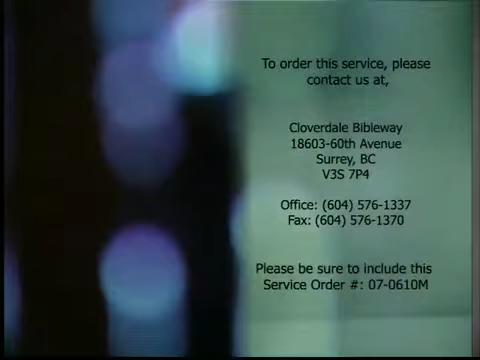 To order this service, please
contact us at,
Cloverdale Bibleway
18603-60th Avenue
Surrey, BC
V3S 7P4
Office: (604) 576-1337
Fax: (604) 576-1370
Please be sure to include this
Service Order #: 07-0610M